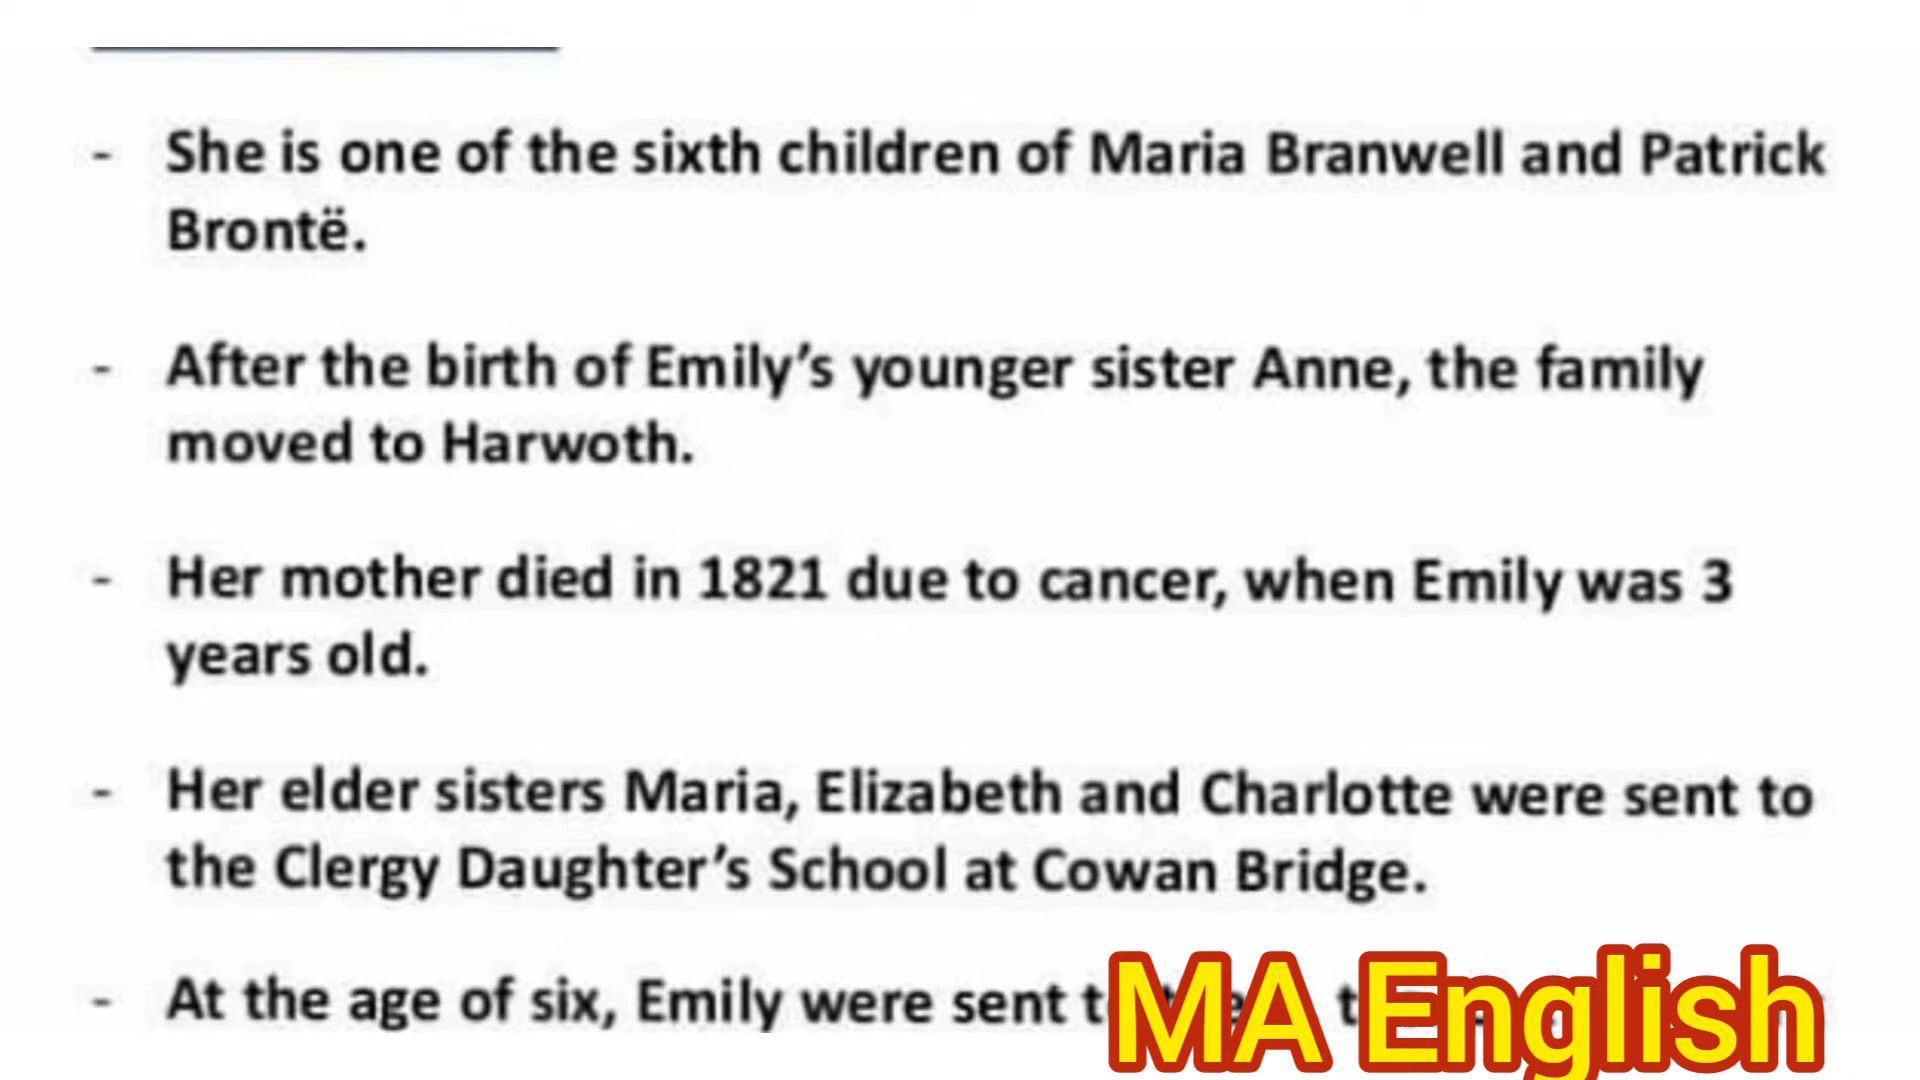 - She is one of the sixth children of Maria Branwell and Patrick
Brontë.
- After the birth of Emily’s younger sister Anne, the family
moved to Harwoth.
- Her mother died in 1821 due to cancer, when Emily was 3
years old.
- Her elder sisters Maria, Elizabeth and Charlotte were sent to
the Clergy Daughter’s School at Cowan Bridge.
- At the age of six, Emily were sent
MA English